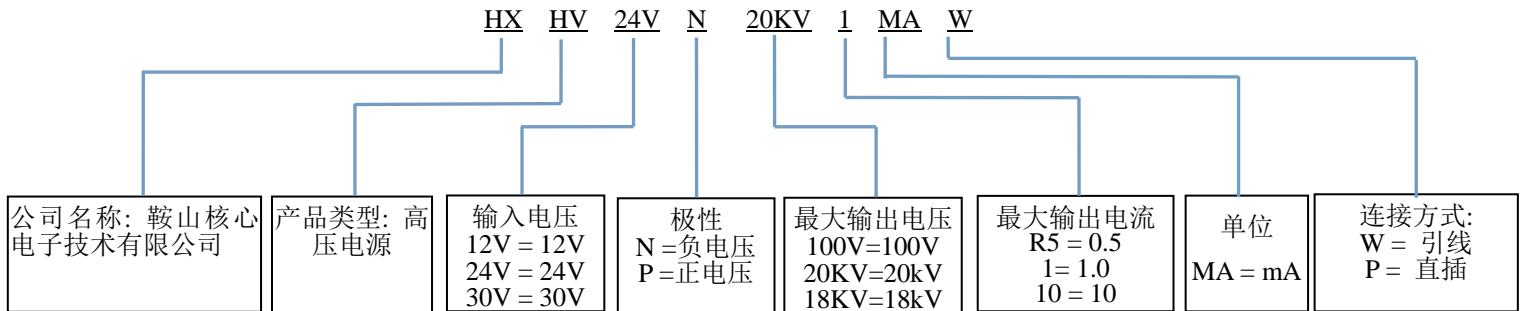 HX HV 24V N 20KV 1 MA W
公司名称: 鞍山核心
电子技术有限公司
产品类型: 高
压电源
输入电压
12V = 12V
24V = 24V
30V = 30V
极性
N =负电压
P =正电压
最大输出电压
100V=100V
20KV=20kV
18KV=18kV
最大输出电流
R5 = 0.5
1= 1.0
10 = 10
单位
MA = mA
连接方式:
W = 引线
P = 直插